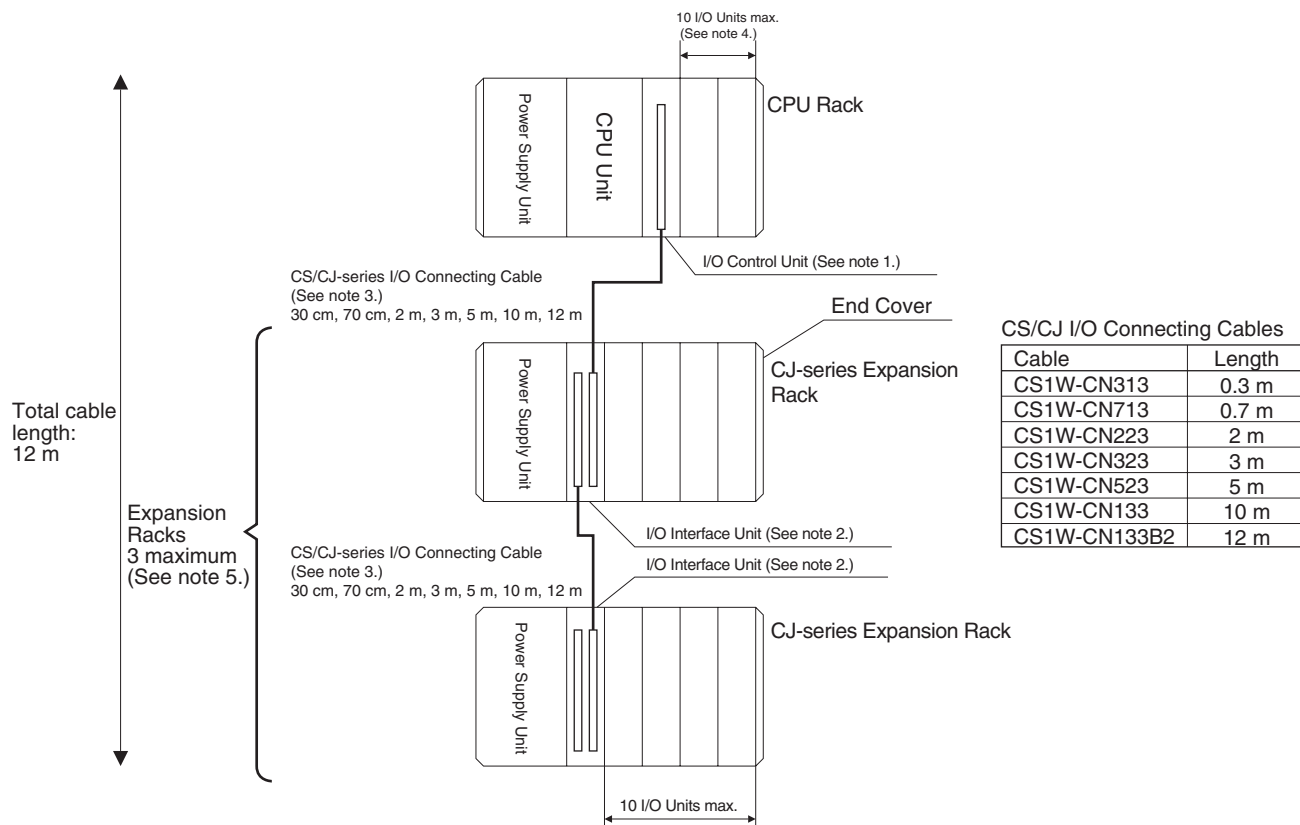 10 I/O Units max.
(See note 4.)
Power Supply Unit
CPU Unit
CPU Rack
I/O Control Unit (See note 1.)
CS/CJ-series I/O Connecting Cable
(See note 3.)
30 cm, 70 cm, 2 m, 3 m, 5 m, 10 m, 12 m
End Cover
Power Supply Unit
CJ-series Expansion
Rack
Total cable
length:
12 m
Expansion
Racks
3 maximum
(See note 5.)
I/O Interface Unit (See note 2.)
CS/CJ-series I/O Connecting Cable
(See note 3.)
30 cm, 70 cm, 2 m, 3 m, 5 m, 10 m, 12 m
I/O Interface Unit (See note 2.)
Power Supply Unit
CJ-series Expansion Rack
10 I/O Units max.
CS/CJ I/O Connecting Cables
Cable Length
CS1W-CN313 0.3 m
CS1W-CN713 0.7 m
CS1W-CN223 2 m
CS1W-CN323 3 m
CS1W-CN523 5 m
CS1W-CN133 10 m
CS1W-CN133B2 12 m